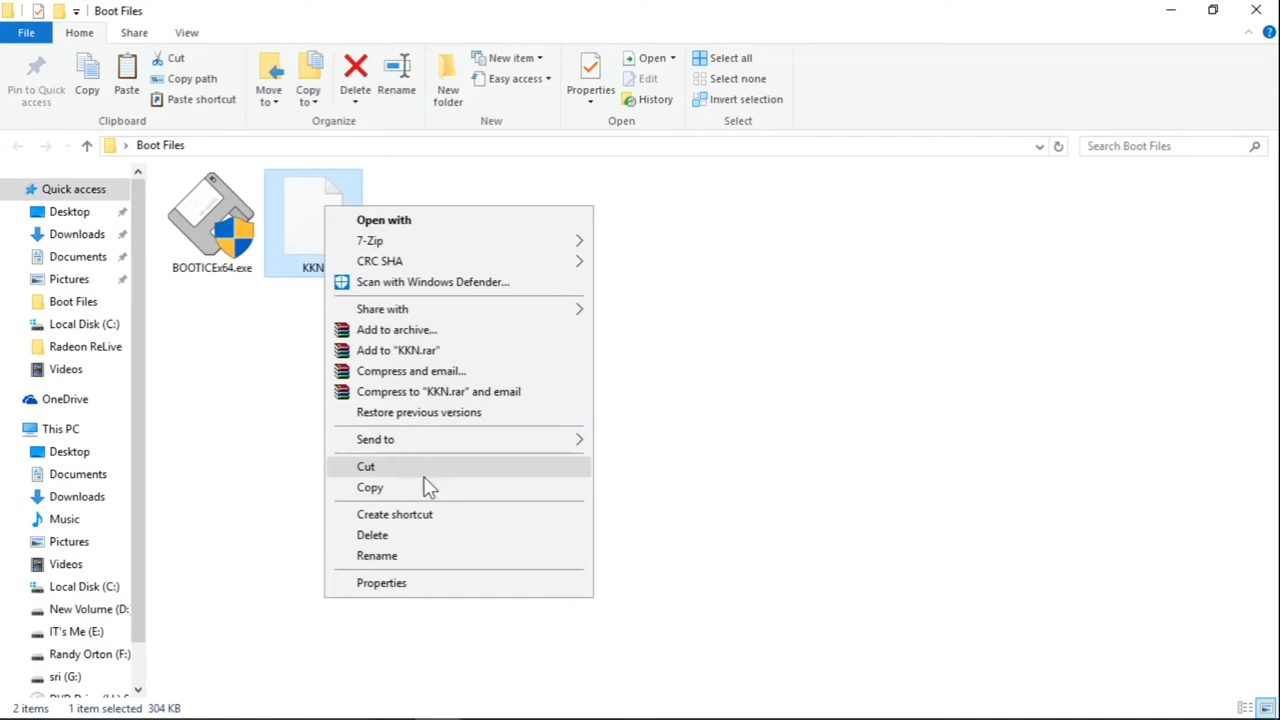 Boot Files
File
Home
Share
View
Pin to Quick access
Copy
Paste
Cut
Copy path
Paste shortcut
Clipboard
Move to
Copy to
Delete
Rename
Organize
New folder
New item
Easy access
New
Properties
Open
Edit
History
Open
Select all
Select none
Invert selection
Select
Boot Files
Search Boot Files
Quick access
Desktop
Downloads
Documents
Pictures
Boot Files
Local Disk (C:)
Radeon ReLive
Videos
OneDrive
This PC
Desktop
Documents
Downloads
Music
Pictures
Videos
Local Disk (C:)
New Volume (D:
IT's Me (E:)
Randy Orton (F:)
sri (G:)
BOOTICEx64.exe
KKN
Open with
7-Zip
CRC SHA
Scan with Windows Defender...
Share with
Add to archive...
Add to "KKN.rar"
Compress and email...
Compress to "KKN.rar" and email
Restore previous versions
Send to
Cut
Copy
Create shortcut
Delete
Rename
Properties
2 items
1 item selected 304 KB